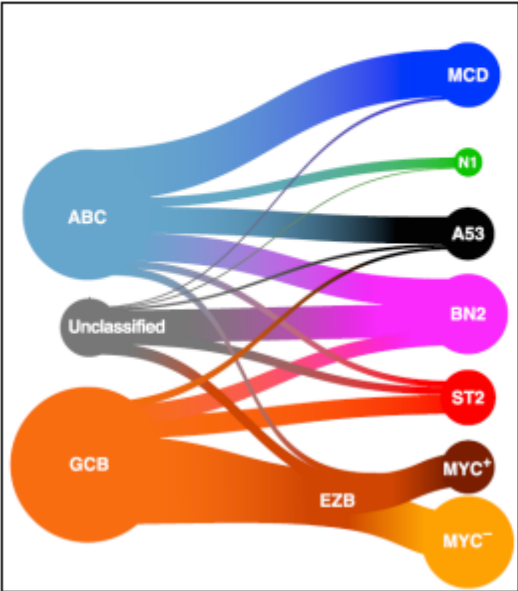 MCD
N1
ABC
A53
BN2
Unclassified
ST2
GCB
MYC⁺
EZB
MYC⁻